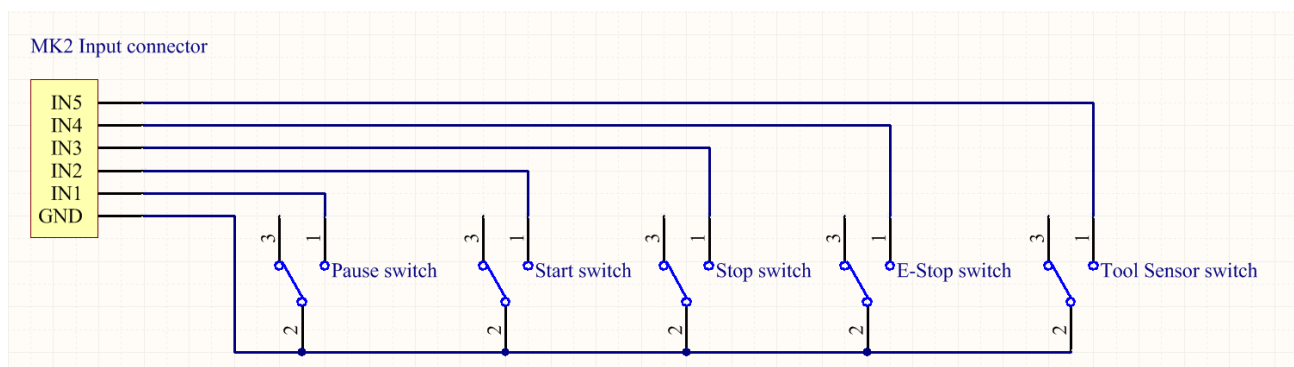 MK2 Input connector
IN5
IN4
IN3
IN2
IN1
GND
3 1 3 1 3 1 3 1 3 1
Pause switch Start switch Stop switch E-Stop switch Tool Sensor switch
2 2 2 2 2